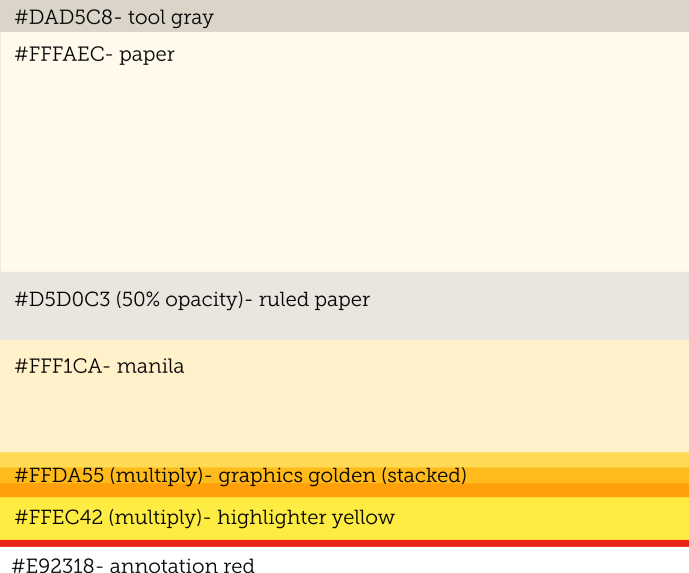 #DAD5C8- tool gray
#FFFAEC- paper
#D5D0C3 (50% opacity)- ruled paper
#FFF1CA- manila
#FFDA55 (multiply)- graphics golden (stacked)
#FFEC42 (multiply)- highlighter yellow
#E92318- annotation red